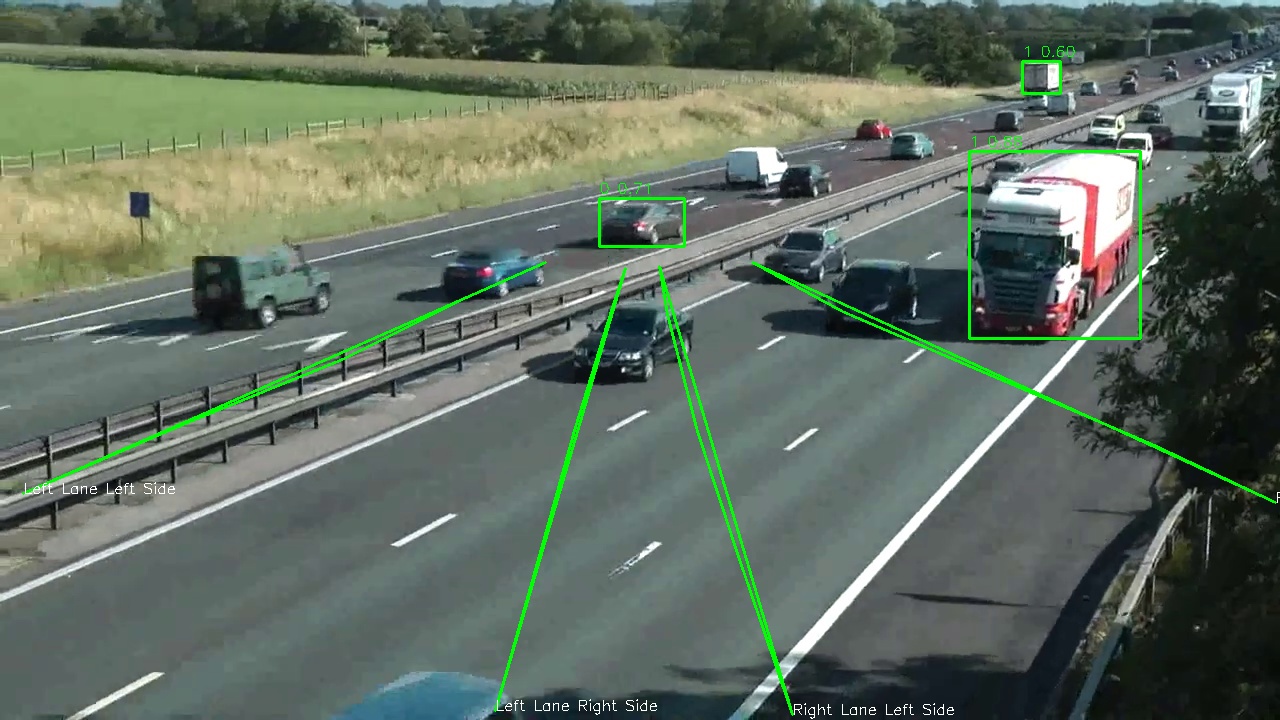 1 0.60
0 0.71
Left Lane Left Side
Left Lane Right Side
Right Lane Left Side